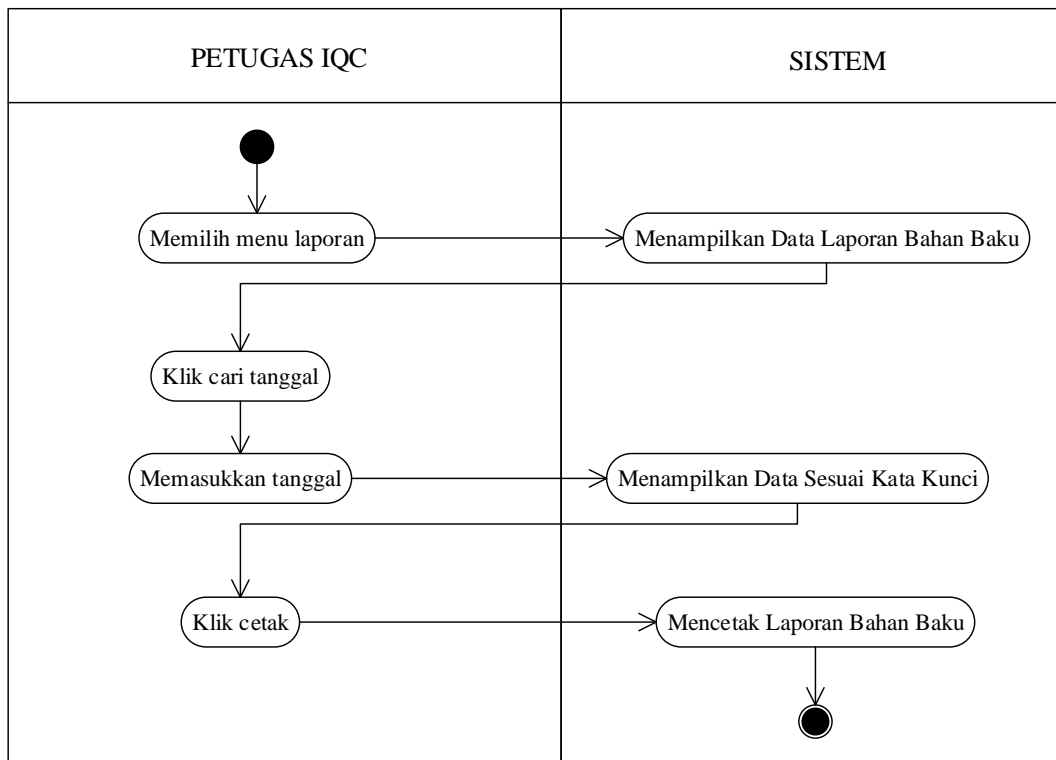 PETUGAS IQC
SISTEM
Memilih menu laporan
Menampilkan Data Laporan Bahan Baku
Klik cari tanggal
Memasukkan tanggal
Menampilkan Data Sesuai Kata Kunci
Klik cetak
Mencetak Laporan Bahan Baku